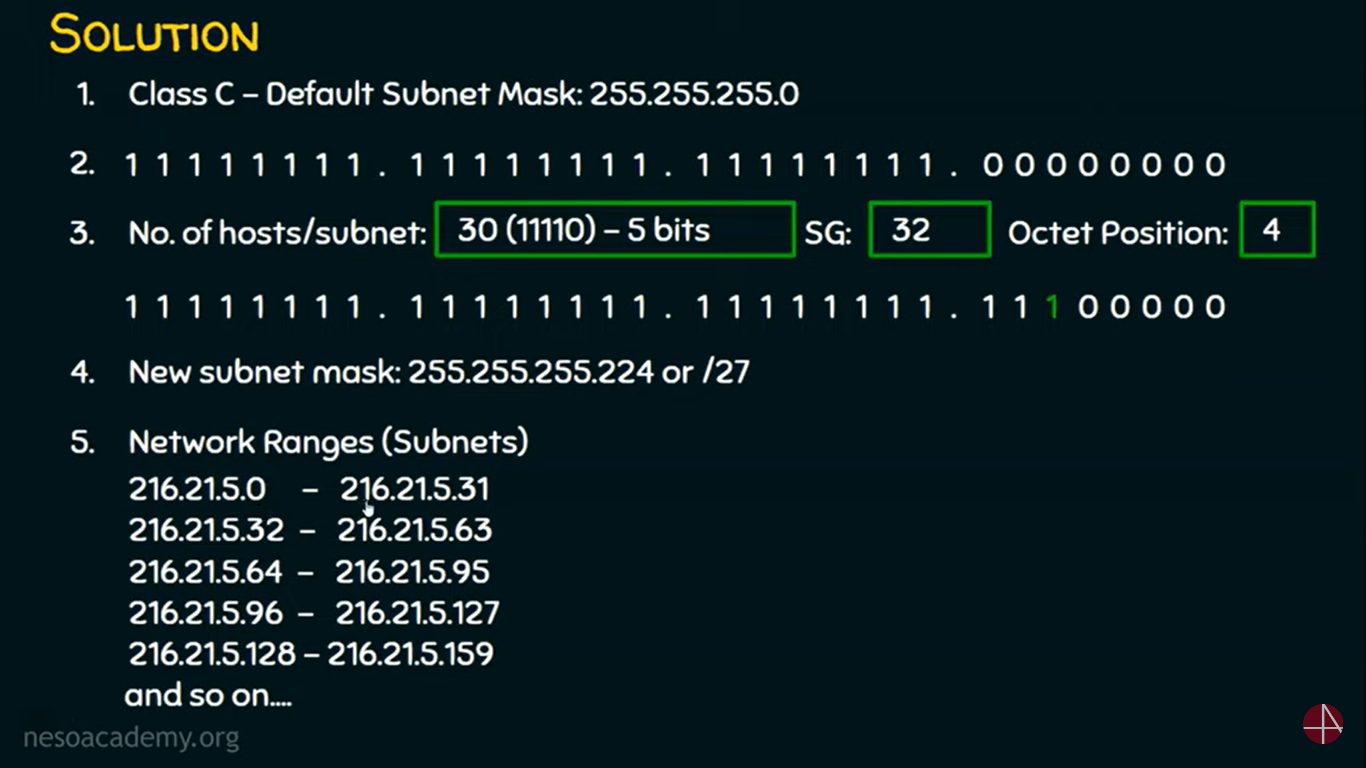 SOLUTION
1. Class C – Default Subnet Mask: 255.255.255.0
2. 1 1 1 1 1 1 1 1 . 1 1 1 1 1 1 1 1 . 1 1 1 1 1 1 1 1 . 0 0 0 0 0 0 0 0
3. No. of hosts/subnet: 30 (11110) – 5 bits SG: 32 Octet Position: 4
1 1 1 1 1 1 1 1 . 1 1 1 1 1 1 1 1 . 1 1 1 1 1 1 1 1 . 1 1 1 0 0 0 0 0
4. New subnet mask: 255.255.255.224 or /27
5. Network Ranges (Subnets)
216.21.5.0 – 216.21.5.31
216.21.5.32 – 216.21.5.63
216.21.5.64 – 216.21.5.95
216.21.5.96 – 216.21.5.127
216.21.5.128 – 216.21.5.159
and so on....
nesoacademy.org